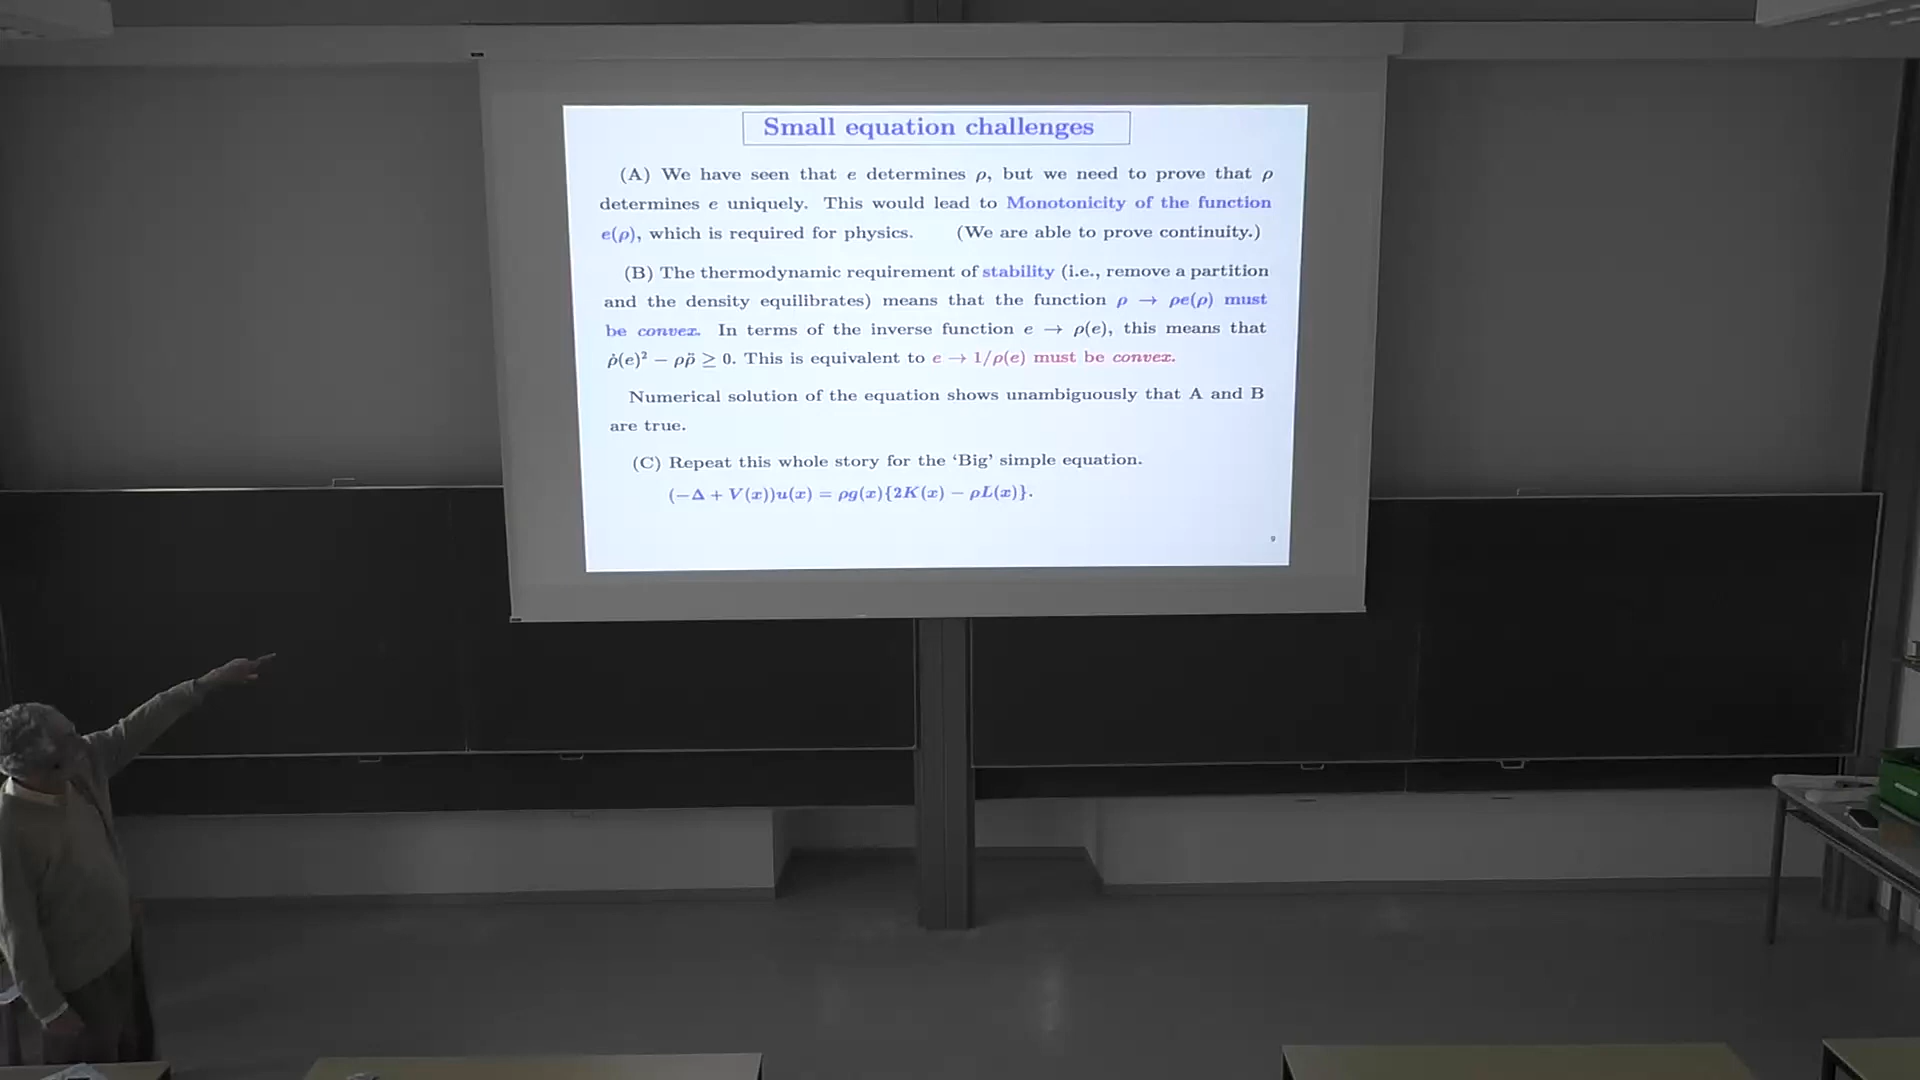 Small equation challenges
(A) We have seen that e determines ρ, but we need to prove that ρ
determines e uniquely. This would lead to Monotonicity of the function
e(ρ), which is required for physics. (We are able to prove continuity.)
(B) The thermodynamic requirement of stability (i.e., remove a partition
and the density equilibrates) means that the function ρ → ρe(ρ) must
be convex. In terms of the inverse function e → ρ(e), this means that
ρ̇(e)² − ρρ̈ ≥ 0. This is equivalent to e → 1/ρ(e) must be convex.
Numerical solution of the equation shows unambiguously that A and B
are true.
(C) Repeat this whole story for the ‘Big’ simple equation.
(−Δ + V(x))u(x) = ρg(x){2K(x) − ρL(x)}.
9